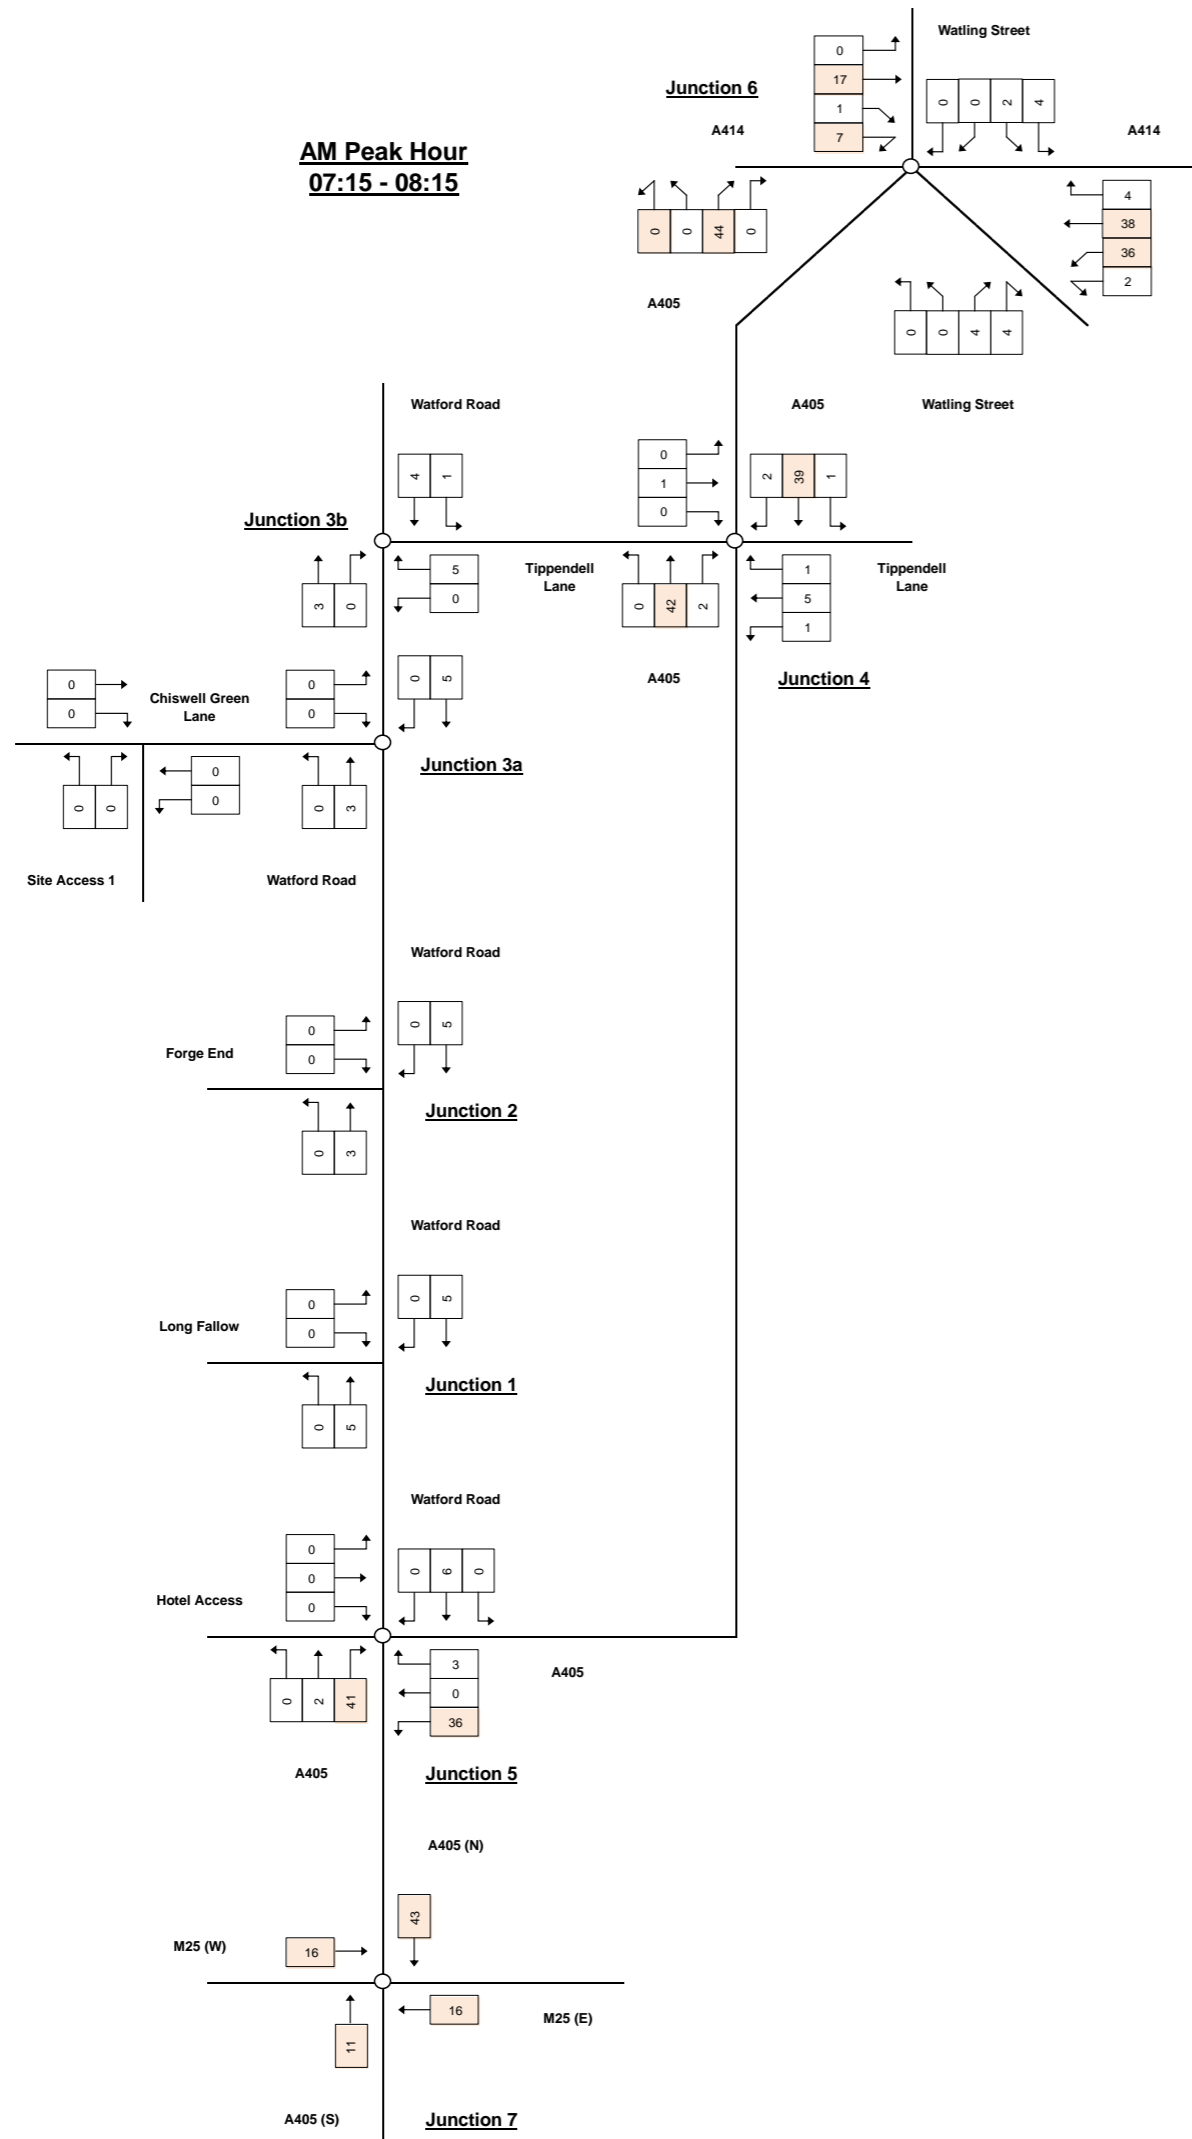 Watling Street
0
17
1
7
Junction 6
0 0 2 4
A414
A414
AM Peak Hour
07:15 - 08:15
4
38
36
2
0 0 44 0
A405
0 0 4 4
Watford Road
A405
Watling Street
0
1
0
2 39 1
4 1
Junction 3b
5
0
Tippendell
Lane
1
5
1
Tippendell
Lane
3 0
0 42 2
A405
Junction 4
0
0
Chiswell Green
Lane
0
0
0 5
Junction 3a
0
0
0 0
0 3
Site Access 1
Watford Road
Watford Road
0
0
0 5
Forge End
Junction 2
0 3
Watford Road
0
0
0 5
Long Fallow
Junction 1
0 5
Watford Road
0
0
0
0 6 0
Hotel Access
3
0
36
A405
0 2 41
A405
Junction 5
A405 (N)
43
M25 (W)
16
16
M25 (E)
11
A405 (S)
Junction 7